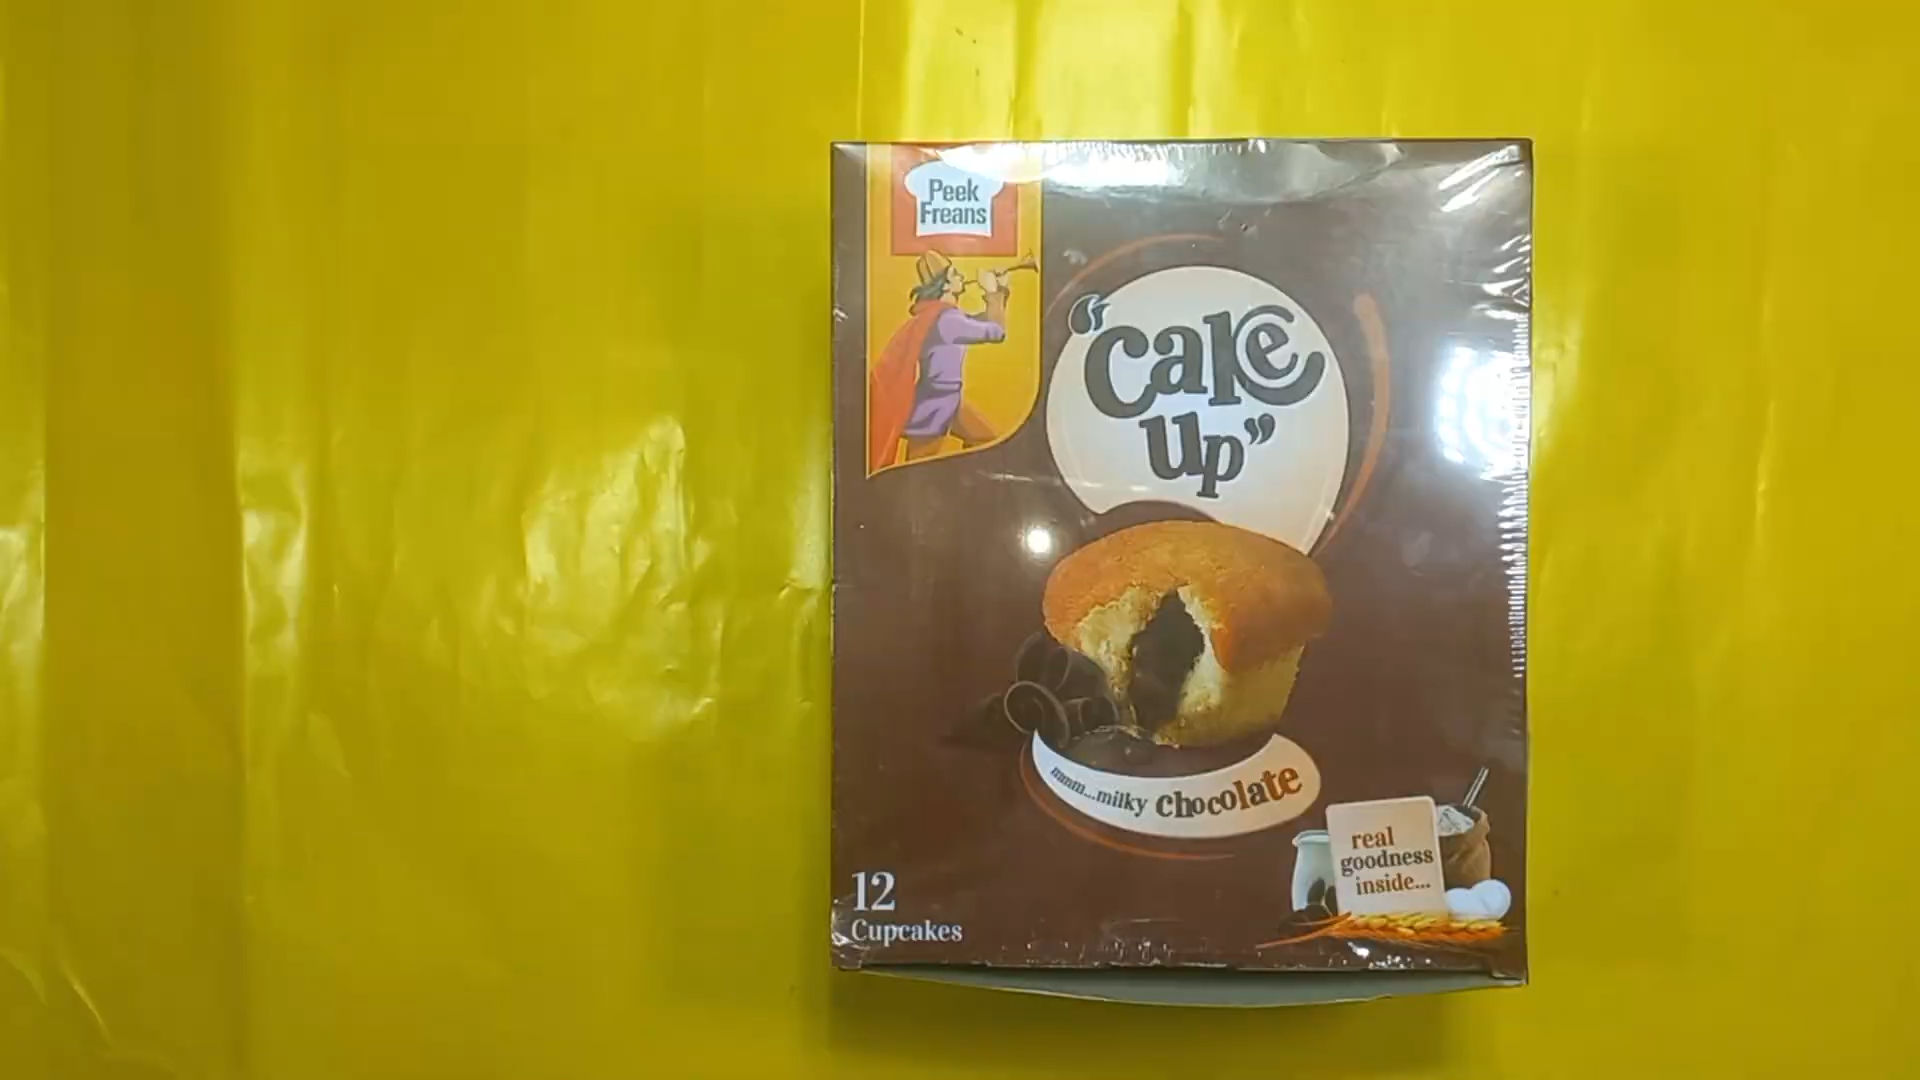 Peek
Freans
"Cake
Up"
mmm...milky chocolate
real
goodness
inside...
12
Cupcakes